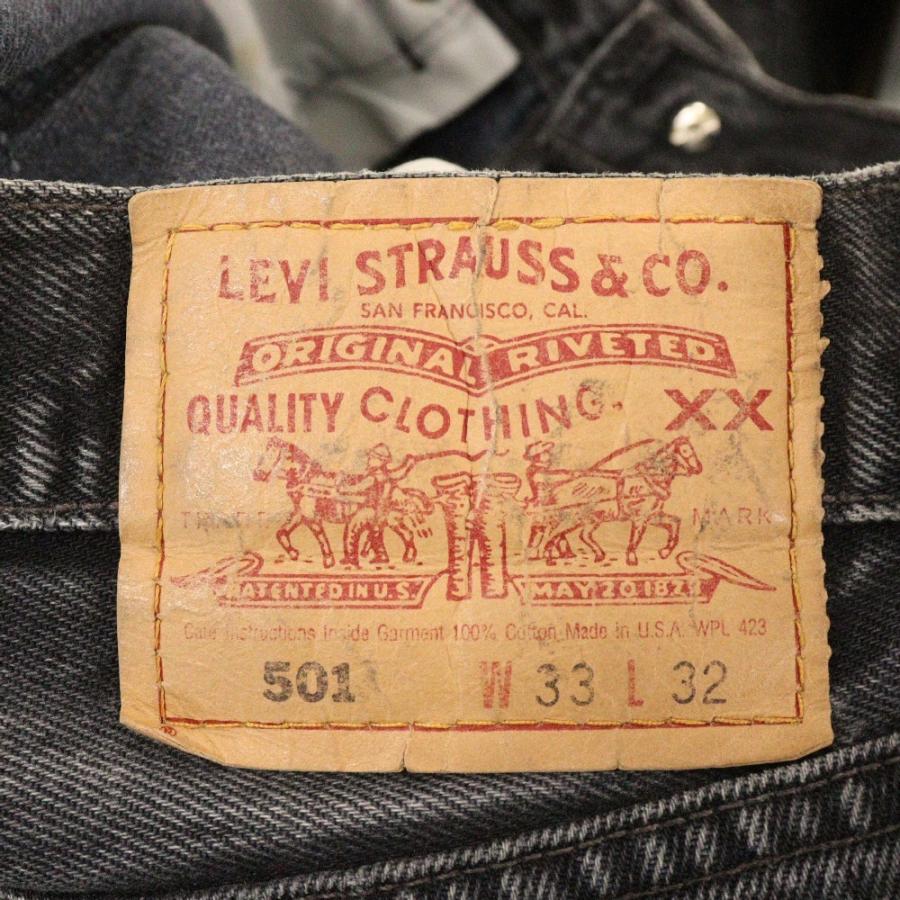 LEVI STRAUSS & CO.
SAN FRANCISCO, CAL.
ORIGINAL RIVETED
QUALITY CLOTHING XX
MARK
PATENTED IN U.S. MAY 20 1873
Care Instructions Inside Garment 100% Cotton Made in U.S.A. WPL 423
501 W 33 L 32